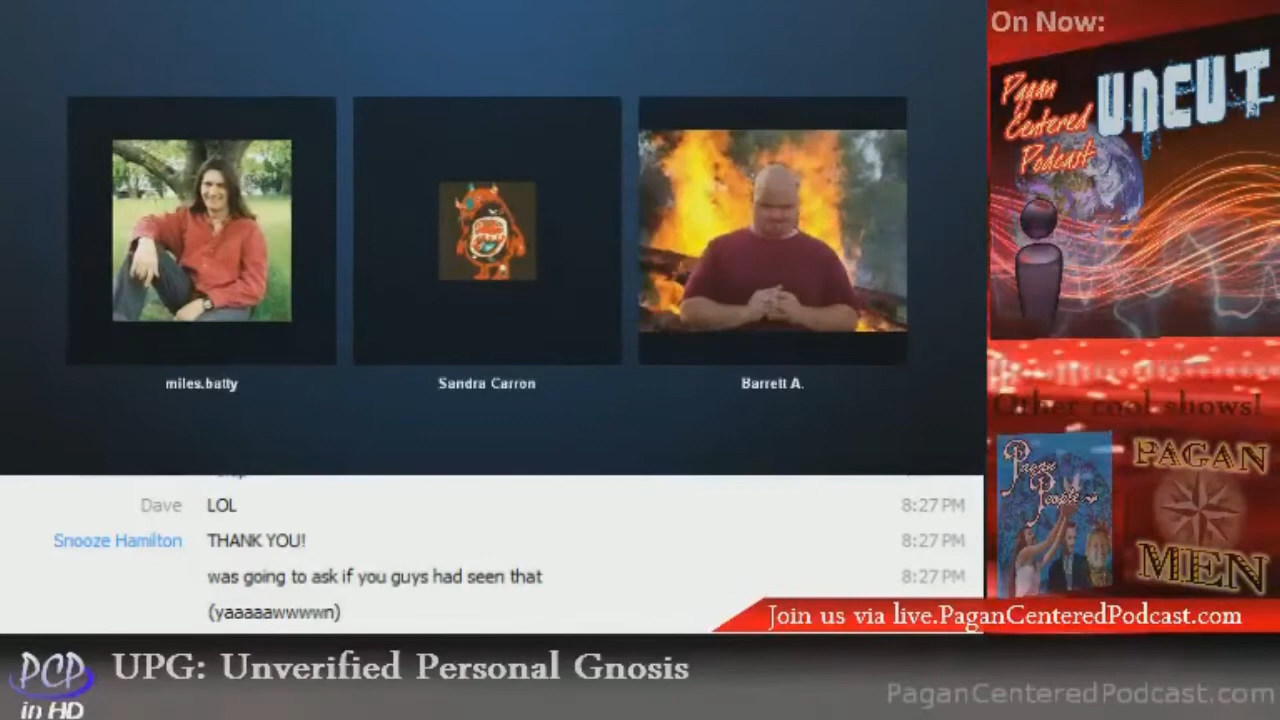 On Now:
Pagan
Centered
Podcast
UNCUT
miles.batty
Sandra Carron
Barrett A.
Other cool shows!
Pagan
People
PAGAN
MEN
Dave LOL 8:27 PM
Snooze Hamilton THANK YOU! 8:27 PM
was going to ask if you guys had seen that 8:27 PM
(yaaaaawwwwn)
Join us via live.PaganCenteredPodcast.com
PCP
in HD
UPG: Unverified Personal Gnosis
PaganCenteredPodcast.com